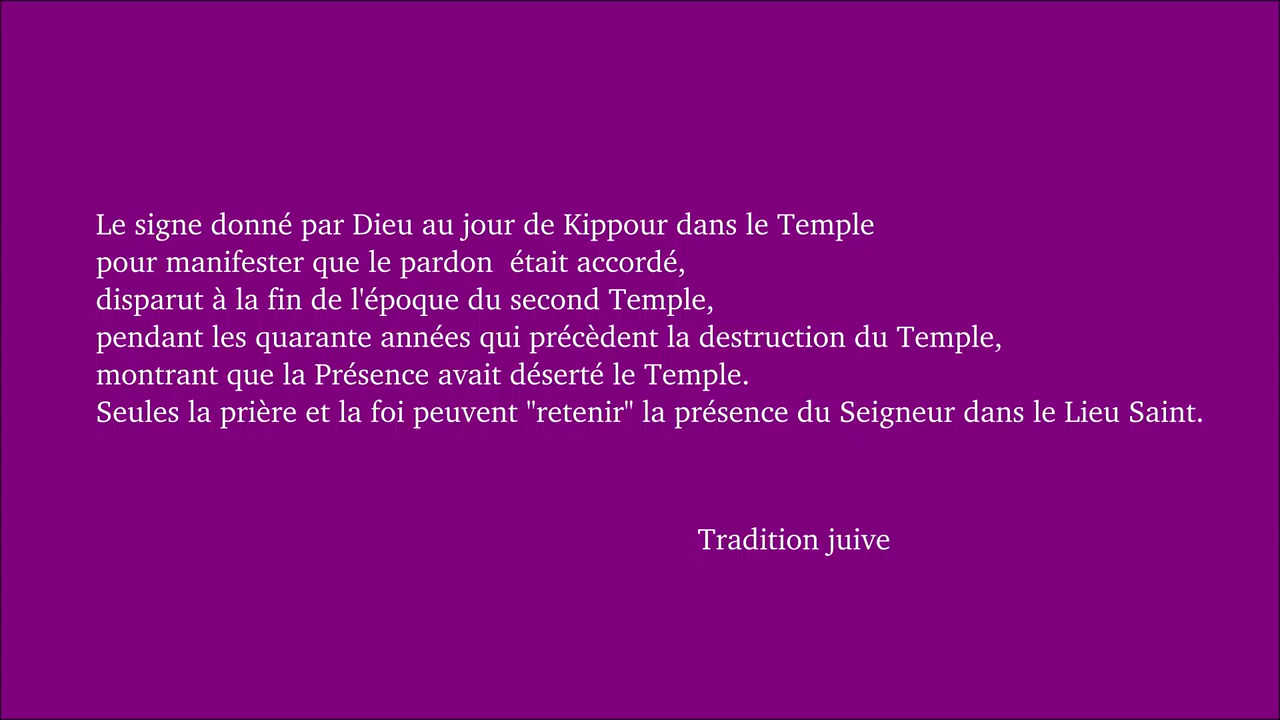 Le signe donné par Dieu au jour de Kippour dans le Temple
pour manifester que le pardon  était accordé,
disparut à la fin de l'époque du second Temple,
pendant les quarante années qui précèdent la destruction du Temple,
montrant que la Présence avait déserté le Temple.
Seules la prière et la foi peuvent "retenir" la présence du Seigneur dans le Lieu Saint.
Tradition juive